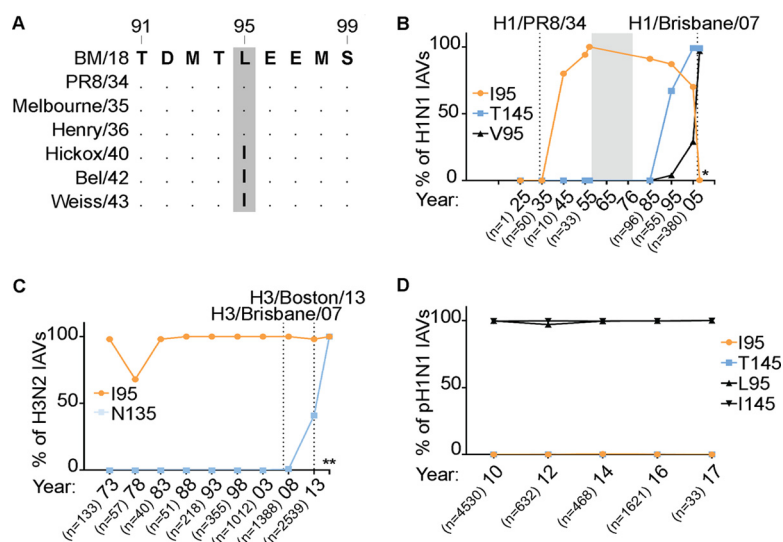 A
91 95 99
BM/18 T D M T L E E M S
PR8/34 . . . . . . . . .
Melbourne/35 . . . . . . . . .
Henry/36 . . . . . . . . .
Hickox/40 . . . . I . . . .
Bel/42 . . . . I . . . .
Weiss/43 . . . . I . . . .
B
H1/PR8/34 H1/Brisbane/07
% of H1N1 IAVs
100
50
0
I95
T145
V95
*
Year: 25 35 45 55 65 76 85 95 05
(n=1) (n=50) (n=10) (n=33) (n=96) (n=55) (n=380)
C
H3/Boston/13
H3/Brisbane/07
% of H3N2 IAVs
100
50
0
I95
N135
**
Year: 73 78 83 88 93 98 03 08 13
(n=133) (n=57) (n=40) (n=51) (n=218) (n=355) (n=1012) (n=1398) (n=2539)
D
% of pH1N1 IAVs
100
50
0
I95
T145
L95
I145
Year: 10 12 14 16 17
(n=4530) (n=632) (n=468) (n=1621) (n=33)